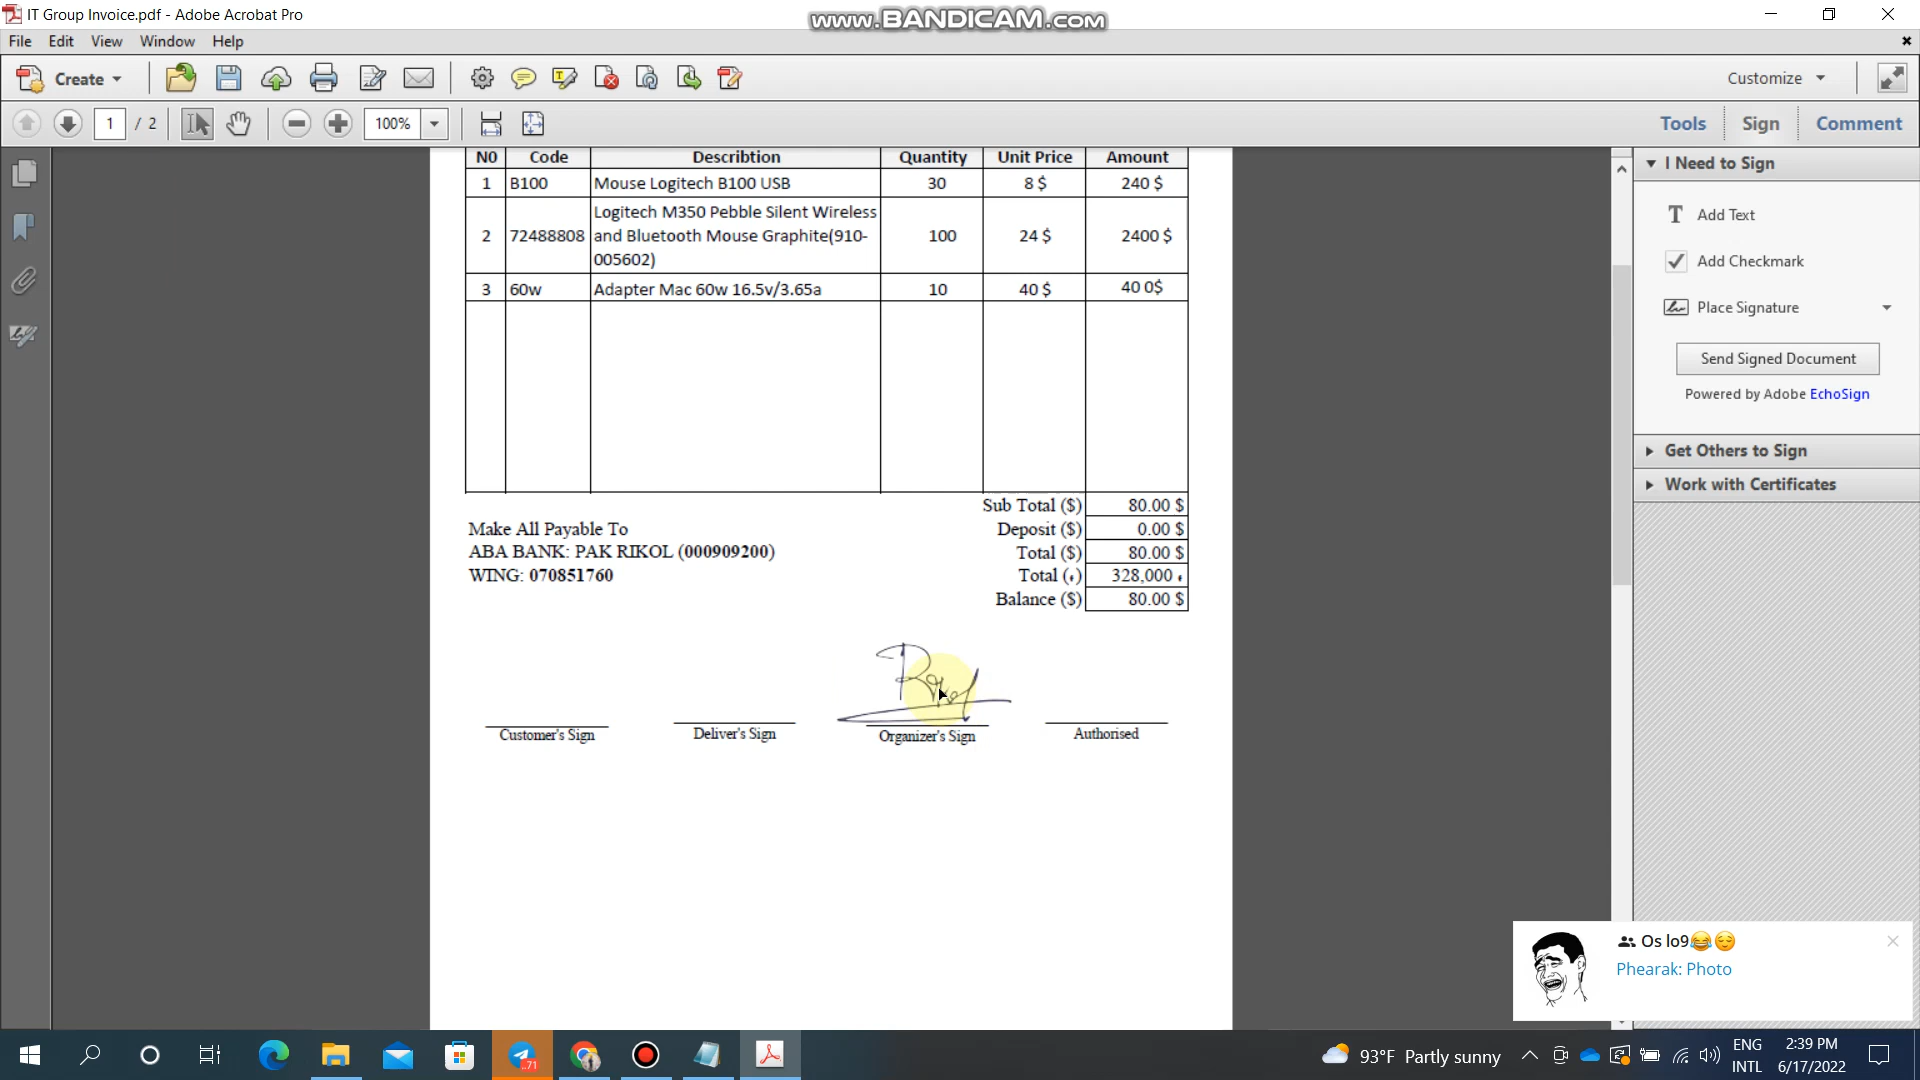 IT Group Invoice.pdf - Adobe Acrobat Pro
www.BANDICAM.com
File Edit View Window Help
Create
Customize
1 / 2
100%
Tools Sign Comment
N0 Code Describtion Quantity Unit Price Amount
1 B100 Mouse Logitech B100 USB 30 8 $ 240 $
2 72488808 Logitech M350 Pebble Silent Wireless
and Bluetooth Mouse Graphite(910-
005602) 100 24 $ 2400 $
3 60w Adapter Mac 60w 16.5v/3.65a 10 40 $ 40 0$
Sub Total ($) 80.00 $
Deposit ($) 0.00 $
Total ($) 80.00 $
Total (៛) 328,000 ៛
Balance ($) 80.00 $
Make All Payable To
ABA BANK: PAK RIKOL (000909200)
WING: 070851760
Rikol
Customer's Sign
Deliver's Sign
Organizer's Sign
Authorised
I Need to Sign
T Add Text
Add Checkmark
Place Signature
Send Signed Document
Powered by Adobe EchoSign
Get Others to Sign
Work with Certificates
Os lo9😂😌
Phearak: Photo
..71
93°F Partly sunny
ENG
INTL
2:39 PM
6/17/2022